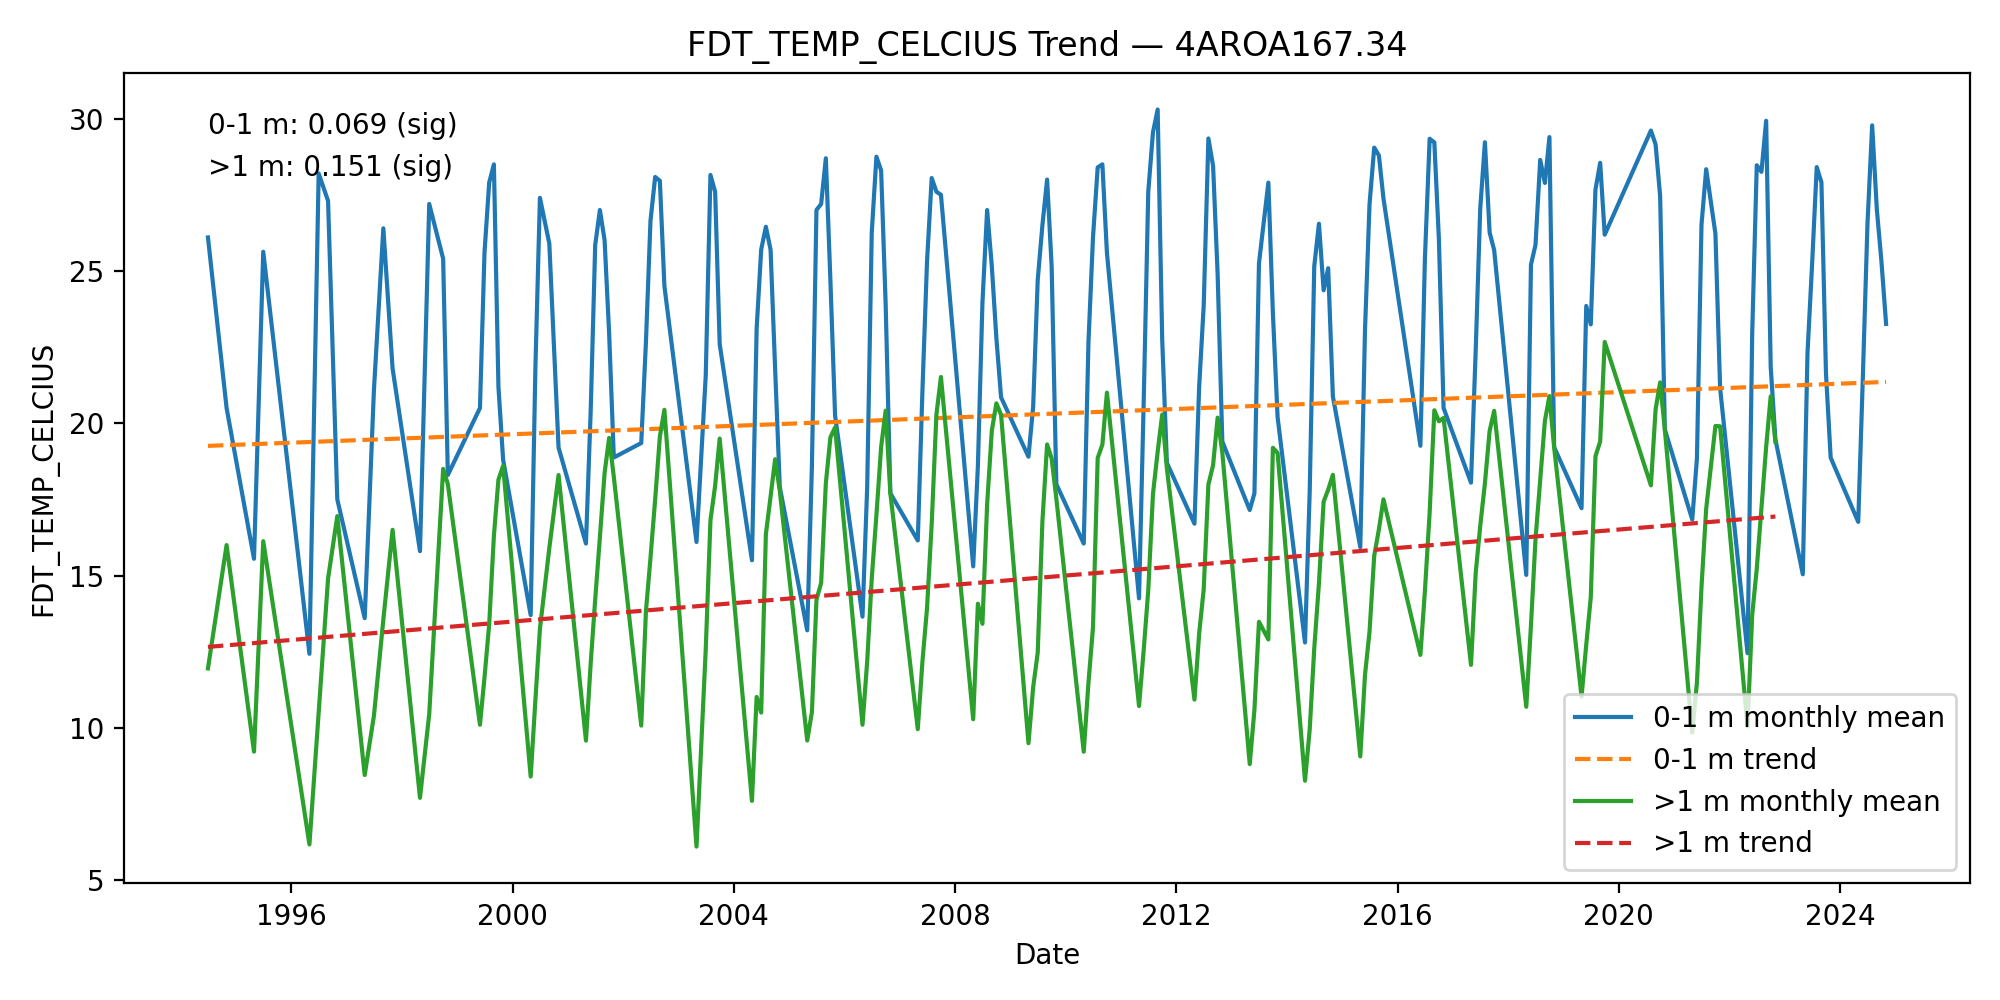 FDT_TEMP_CELCIUS Trend — 4AROA167.34
0-1 m: 0.069 (sig)
>1 m: 0.151 (sig)
FDT_TEMP_CELCIUS
30
25
20
15
10
5
1996 2000 2004 2008 2012 2016 2020 2024
Date
0-1 m monthly mean
0-1 m trend
>1 m monthly mean
>1 m trend